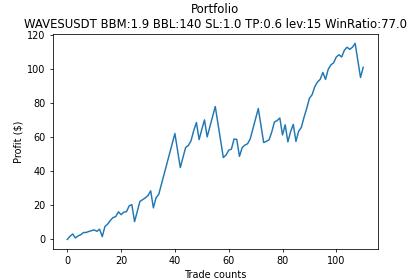 Portfolio
WAVESUSDT BBM:1.9 BBL:140 SL:1.0 TP:0.6 lev:15 WinRatio:77.0
120
100
80
60
40
20
0
Profit ($)
0 20 40 60 80 100
Trade counts